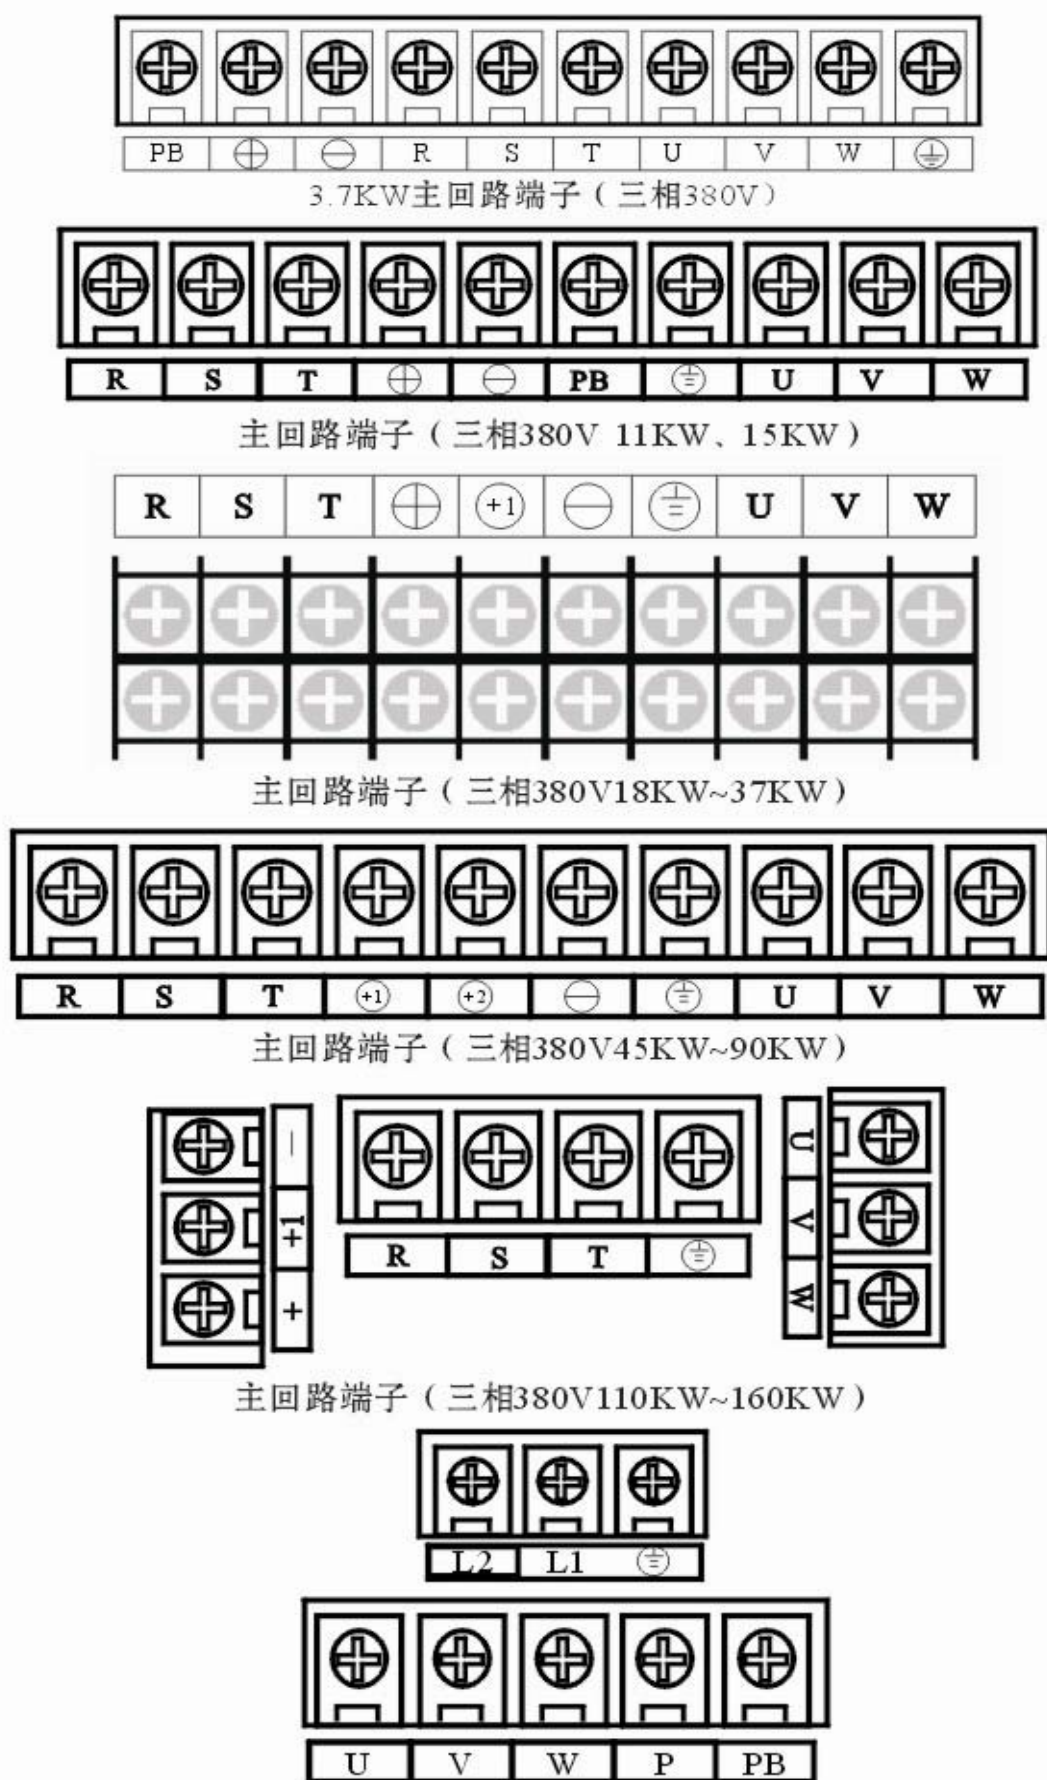 PB ⊕ ⊖ R S T U V W ⏚
3.7KW主回路端子（三相380V）
R S T ⊕ ⊖ PB ⏚ U V W
主回路端子（三相380V 11KW、15KW）
R S T ⊕ +1 ⊖ ⏚ U V W
主回路端子（三相380V18KW~37KW）
R S T +1 +2 ⊖ ⏚ U V W
主回路端子（三相380V45KW~90KW）
−
+1
+
R S T ⏚
U
V
W
主回路端子（三相380V110KW~160KW）
L2 L1 ⏚
U V W P PB